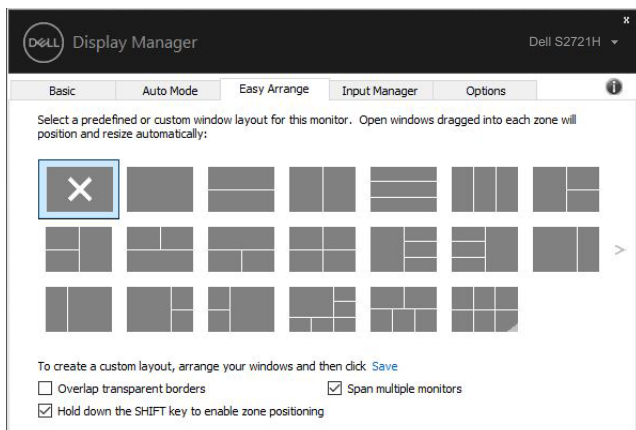 x
DELL Display Manager Dell S2721H
Basic Auto Mode Easy Arrange Input Manager Options
Select a predefined or custom window layout for this monitor. Open windows dragged into each zone will
position and resize automatically:
>
To create a custom layout, arrange your windows and then click Save
Overlap transparent borders Span multiple monitors
Hold down the SHIFT key to enable zone positioning